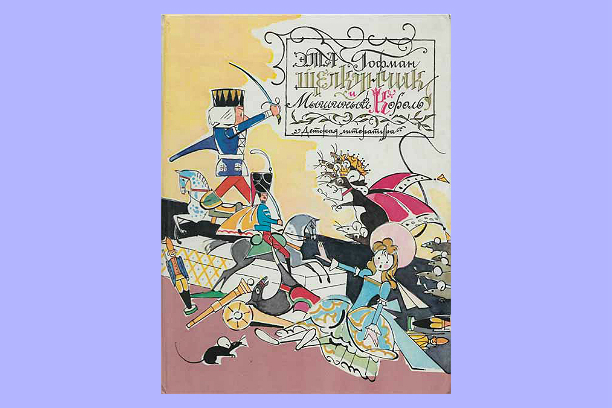 Э.Т.А. Гофман
Щелкунчик
и
Мышиный Король
„Детская литература“